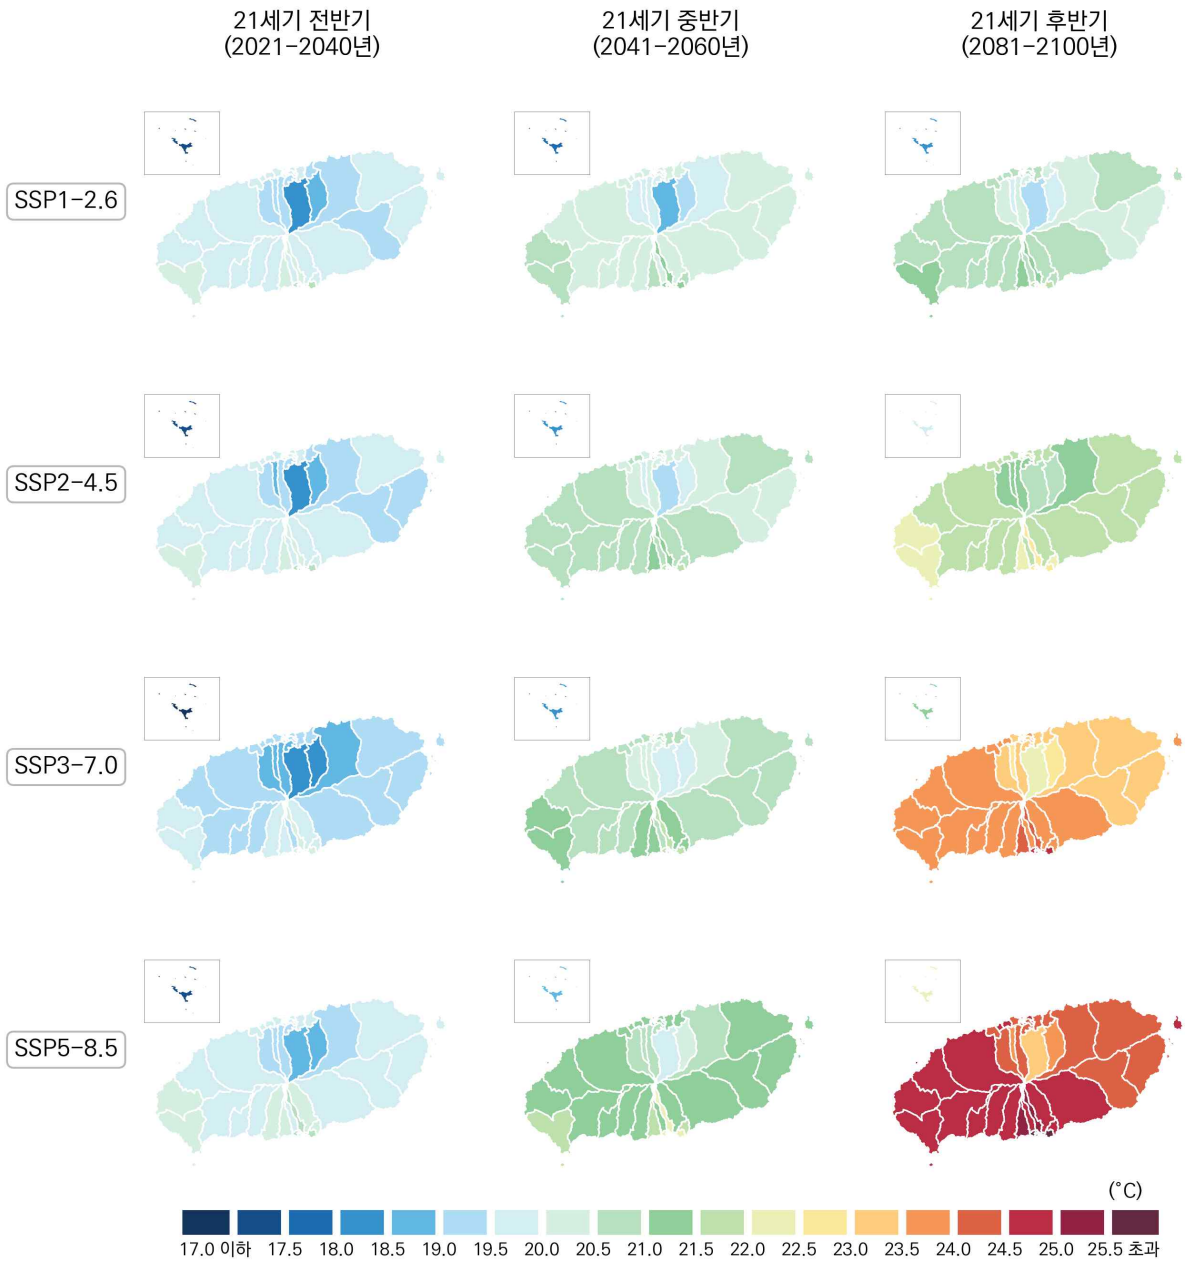 21세기 전반기
(2021-2040년)
21세기 중반기
(2041-2060년)
21세기 후반기
(2081-2100년)
SSP1-2.6
SSP2-4.5
SSP3-7.0
SSP5-8.5
(°C)
17.0 이하 17.5 18.0 18.5 19.0 19.5 20.0 20.5 21.0 21.5 22.0 22.5 23.0 23.5 24.0 24.5 25.0 25.5 초과